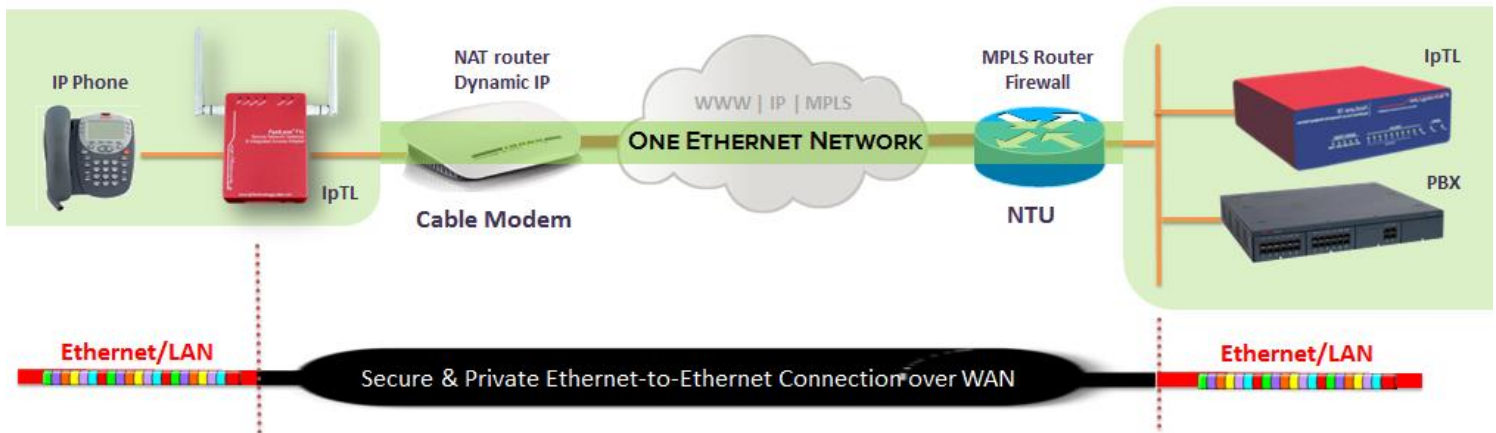 IP Phone
IpTL
NAT router
Dynamic IP
Cable Modem
WWW | IP | MPLS
ONE ETHERNET NETWORK
MPLS Router
Firewall
NTU
IpTL
PBX
Ethernet/LAN
Secure & Private Ethernet-to-Ethernet Connection over WAN
Ethernet/LAN